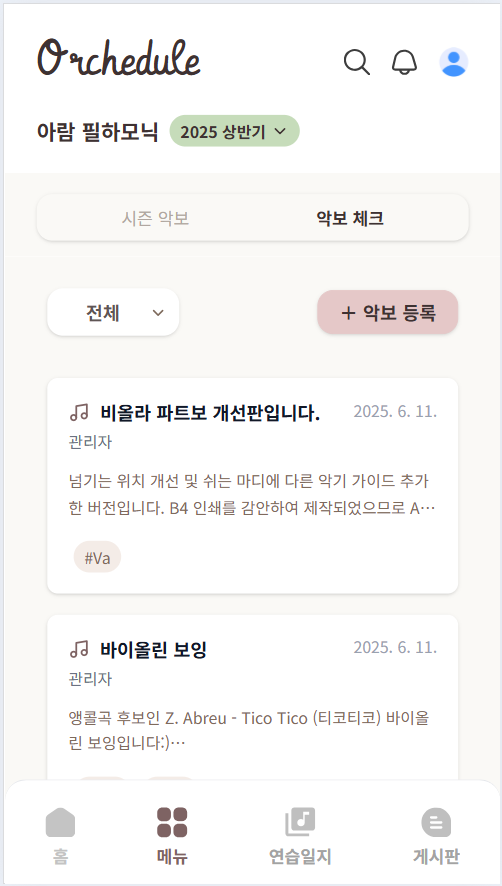 Orchedule
아람 필하모닉 2025 상반기
시즌 악보 악보 체크
전체 + 악보 등록
비올라 파트보 개선판입니다. 2025. 6. 11.
관리자
넘기는 위치 개선 및 쉬는 마디에 다른 악기 가이드 추가
한 버전입니다. B4 인쇄를 감안하여 제작되었으므로 A…
#Va
바이올린 보잉 2025. 6. 11.
관리자
앵콜곡 후보인 Z. Abreu - Tico Tico (티코티코) 바이올
린 보잉입니다:)…
홈 메뉴 연습일지 게시판